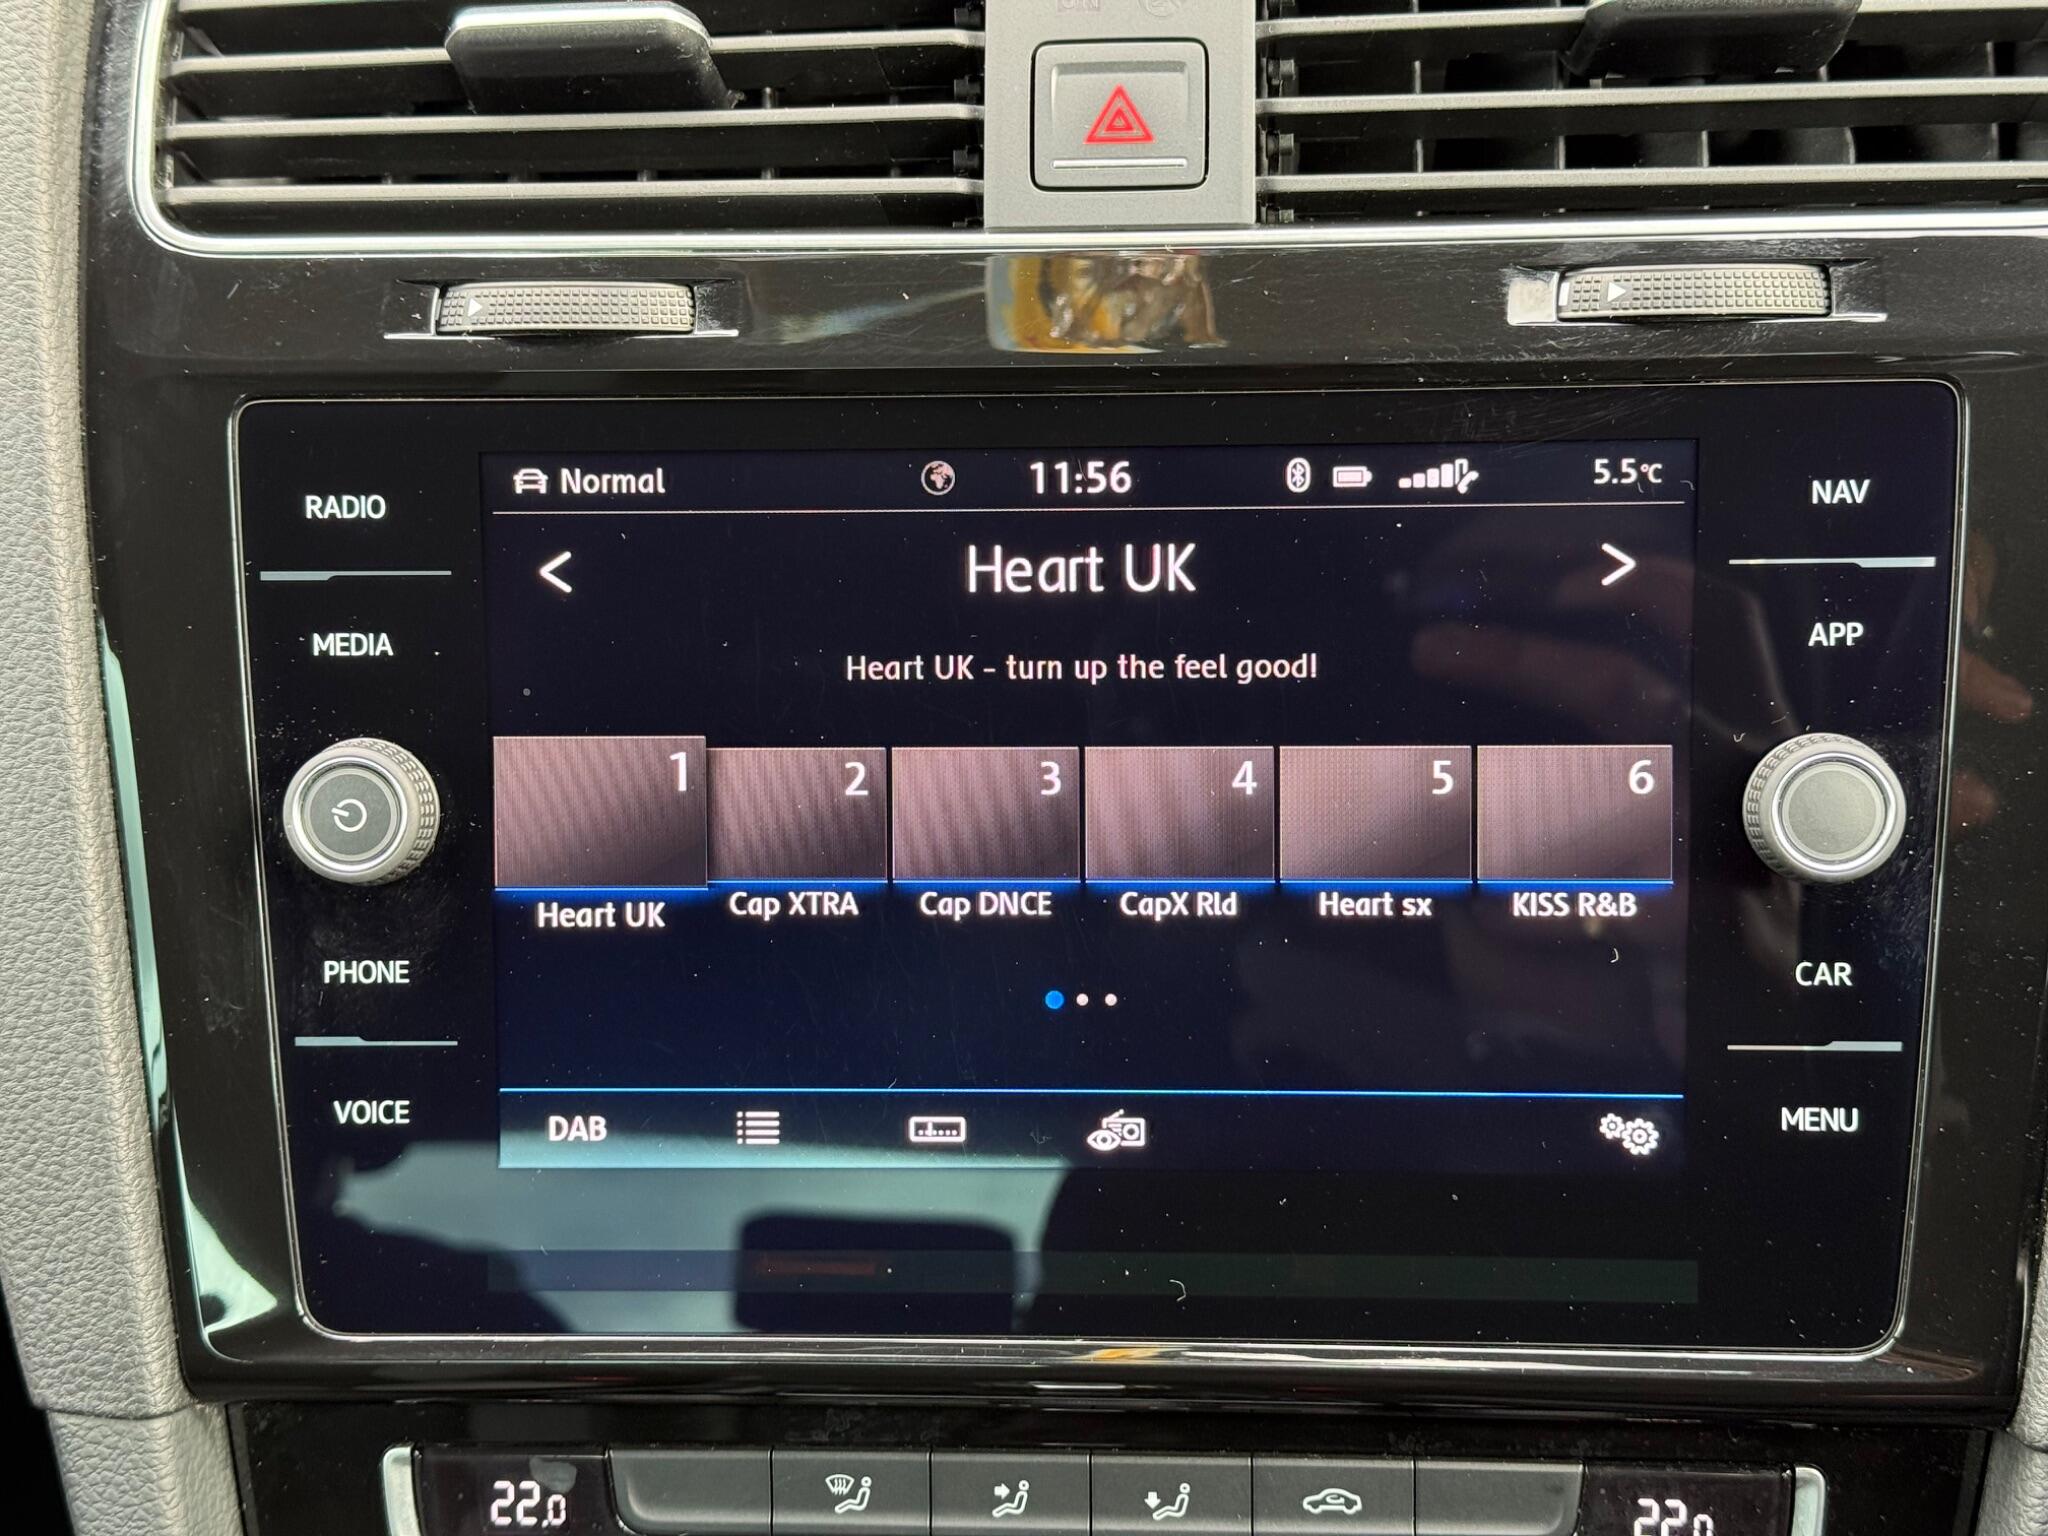 Normal 11:56 5.5°C
RADIO
NAV
< Heart UK >
MEDIA
APP
Heart UK - turn up the feel good!
1 2 3 4 5 6
Heart UK Cap XTRA Cap DNCE CapX Rld Heart sx KISS R&B
PHONE
CAR
VOICE
DAB
MENU
22.0 22.0